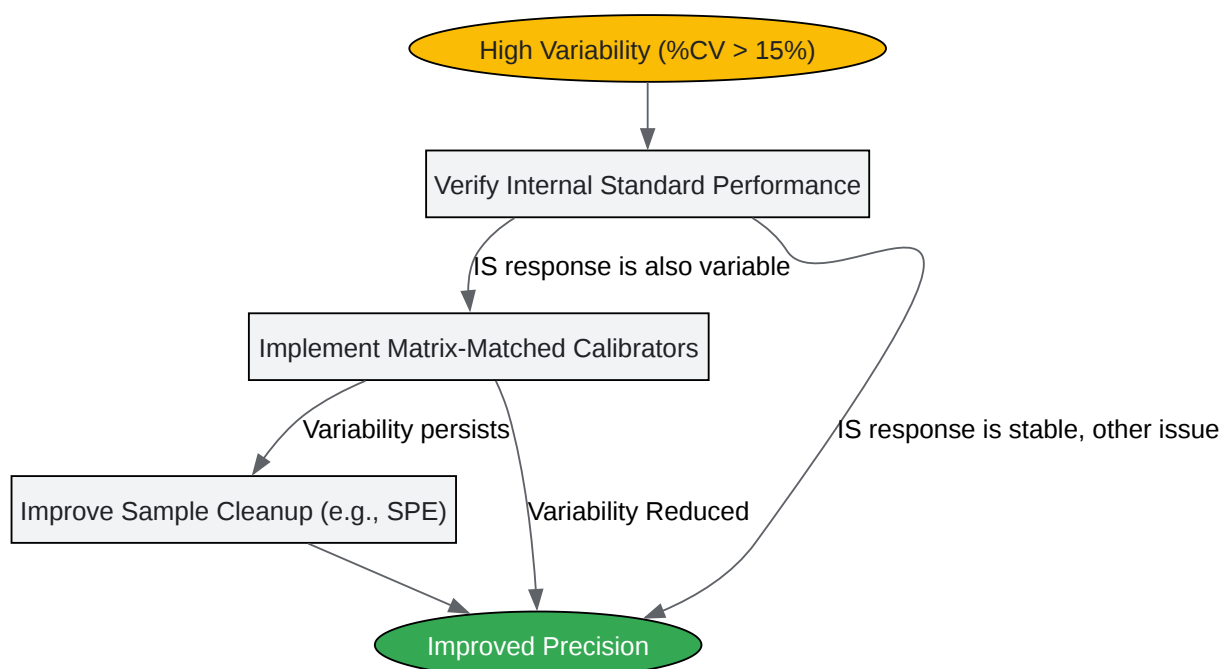 High Variability (%CV > 15%)
Verify Internal Standard Performance
IS response is also variable
Implement Matrix-Matched Calibrators
Variability persists
IS response is stable, other issue
Improve Sample Cleanup (e.g., SPE)
Variability Reduced
Improved Precision